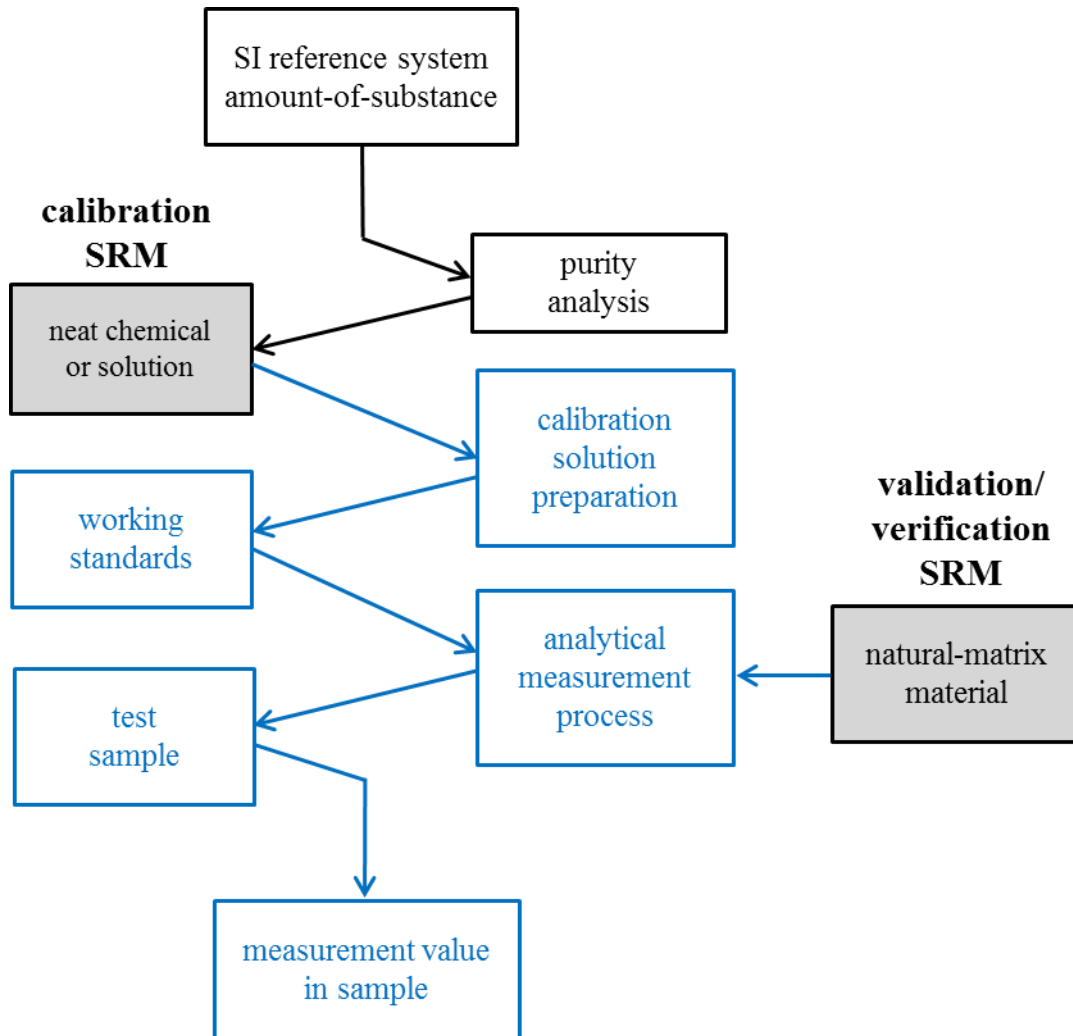 SI reference system
amount-of-substance
calibration
SRM
purity
analysis
neat chemical
or solution
calibration
solution
preparation
working
standards
validation/
verification
SRM
analytical
measurement
process
natural-matrix
material
test
sample
measurement value
in sample